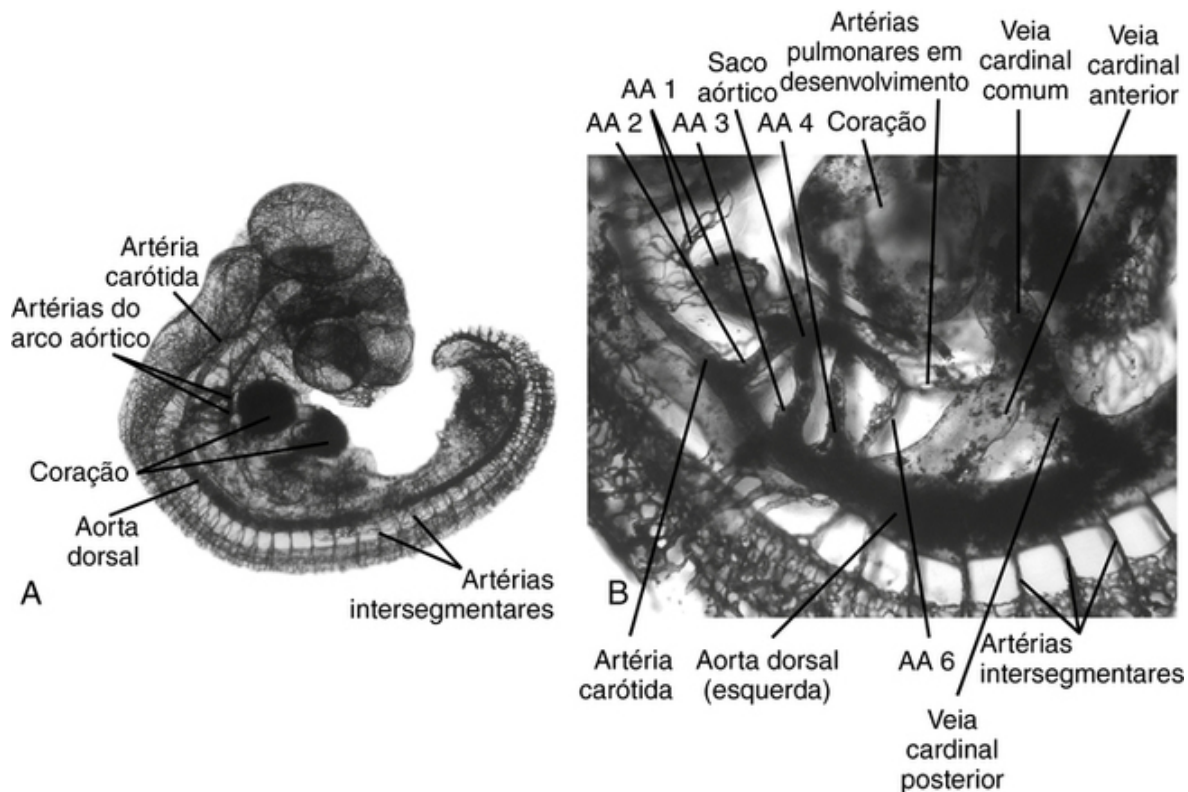 Artéria
carótida
Artérias do
arco aórtico
Coração
Aorta
dorsal
A
Artérias
intersegmentares
AA 1
AA 2
AA 3
Saco
aórtico
AA 4
Artérias
pulmonares em
desenvolvimento
Coração
Veia
cardinal
comum
Veia
cardinal
anterior
B
Artéria
carótida
Aorta dorsal
(esquerda)
AA 6
Veia
cardinal
posterior
Artérias
intersegmentares